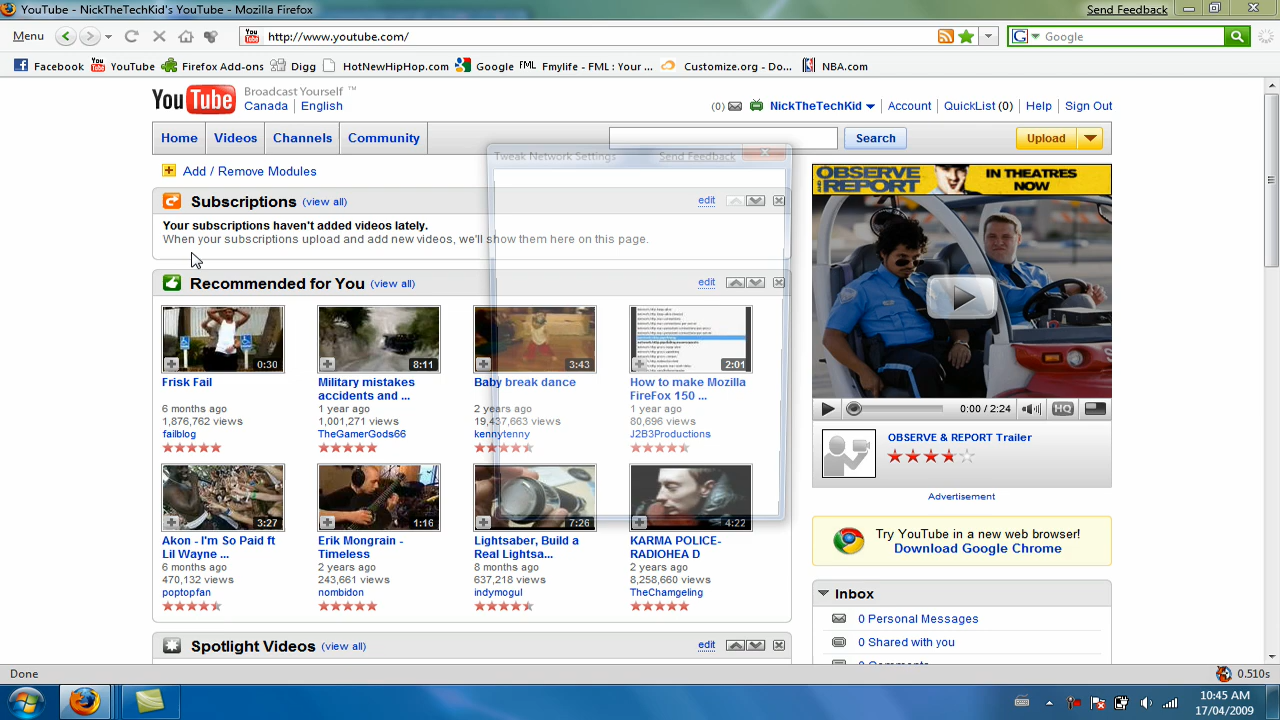 YouTube - NickTheTechKid's YouTube - Mozilla Firefox
Send Feedback
Menu
http://www.youtube.com/
Google
Facebook YouTube Firefox Add-ons Digg HotNewHipHop.com Google FML Fmylife - FML : Your ... Customize.org - Do... NBA.com
YouTube Broadcast Yourself ™
Canada English
(0) NickTheTechKid Account QuickList (0) Help Sign Out
Home Videos Channels Community
Search
Upload
Tweak Network Settings Send Feedback
Add / Remove Modules
Subscriptions (view all) edit
Your subscriptions haven't added videos lately.
When your subscriptions upload and add new videos, we'll show them here on this page.
Recommended for You (view all) edit
0:30 8:11 3:43 2:01
Frisk Fail
6 months ago
1,876,762 views
failblog
Military mistakes
accidents and ...
1 year ago
1,001,271 views
TheGamerGods66
Baby break dance
2 years ago
19,437,663 views
kennytenny
How to make Mozilla
FireFox 150 ...
1 year ago
80,696 views
J2B3Productions
3:27 1:16 7:26 4:22
Akon - I'm So Paid ft
Lil Wayne ...
6 months ago
470,132 views
poptopfan
Erik Mongrain -
Timeless
2 years ago
243,661 views
nombidon
Lightsaber, Build a
Real Lightsa...
8 months ago
637,218 views
indymogul
KARMA POLICE-
RADIOHEA D
2 years ago
8,258,660 views
TheChamgeling
Spotlight Videos (view all) edit
OBSERVE AND REPORT
IN THEATRES
NOW
0:00 / 2:24 HQ
OBSERVE & REPORT Trailer
Advertisement
Try YouTube in a new web browser!
Download Google Chrome
Inbox
0 Personal Messages
0 Shared with you
0 Comments
Done
0.510s
10:45 AM
17/04/2009